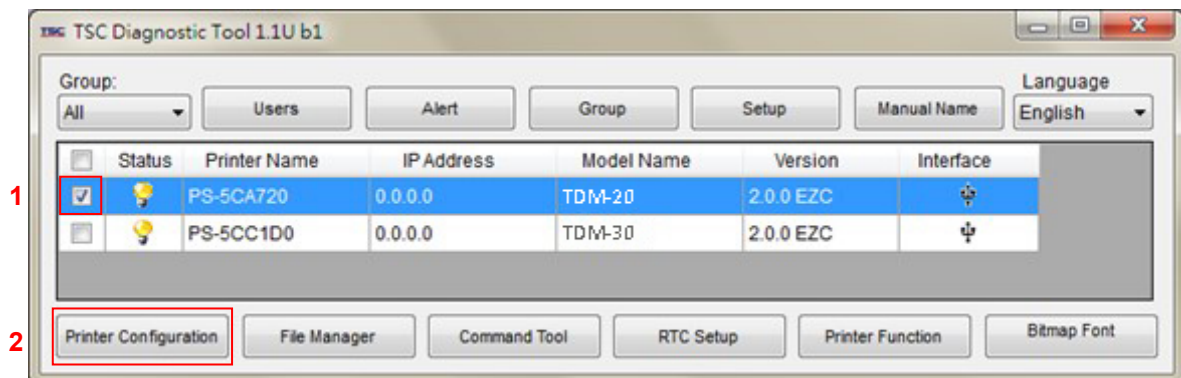 TSC TSC Diagnostic Tool 1.1U b1
Group: Language
All Users Alert Group Setup Manual Name English
Status Printer Name IP Address Model Name Version Interface
1 PS-5CA720 0.0.0.0 TDM-20 2.0.0 EZC
PS-5CC1D0 0.0.0.0 TDM-30 2.0.0 EZC
2 Printer Configuration File Manager Command Tool RTC Setup Printer Function Bitmap Font